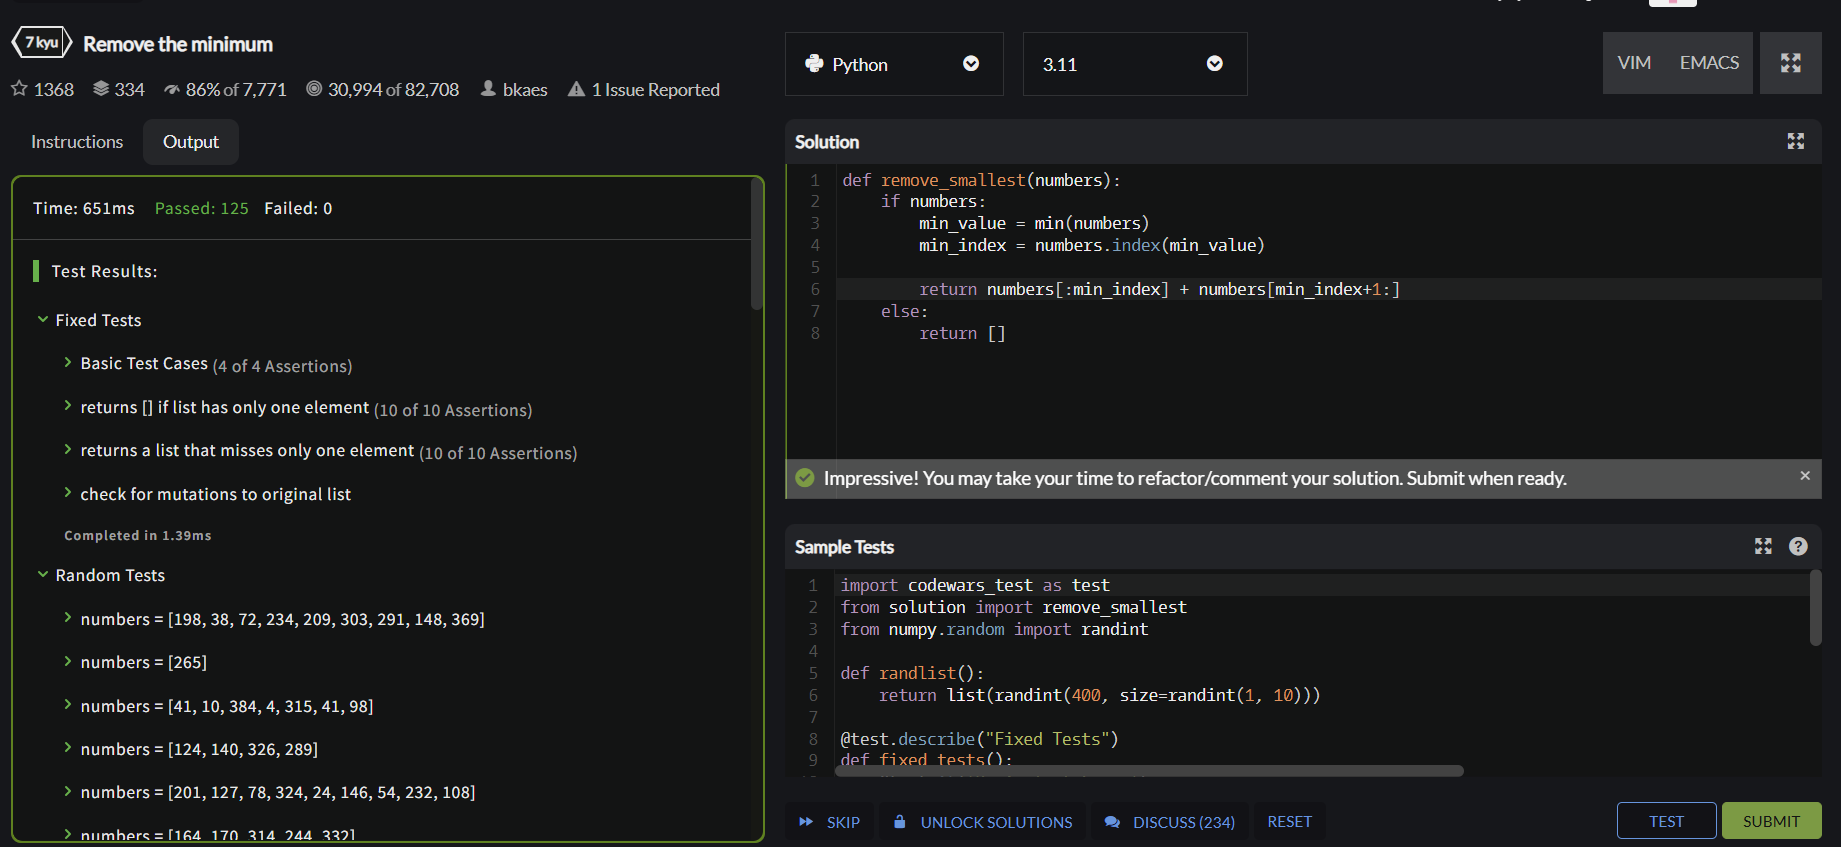 7 kyu Remove the minimum
1368 334 86% of 7,771 30,994 of 82,708 bkaes 1 Issue Reported
Instructions Output
Time: 651ms Passed: 125 Failed: 0
Test Results:
Fixed Tests
Basic Test Cases (4 of 4 Assertions)
returns [] if list has only one element (10 of 10 Assertions)
returns a list that misses only one element (10 of 10 Assertions)
check for mutations to original list
Completed in 1.39ms
Random Tests
numbers = [198, 38, 72, 234, 209, 303, 291, 148, 369]
numbers = [265]
numbers = [41, 10, 384, 4, 315, 41, 98]
numbers = [124, 140, 326, 289]
numbers = [201, 127, 78, 324, 24, 146, 54, 232, 108]
numbers = [164, 170, 314, 244, 332]
Python 3.11 VIM EMACS
Solution
1 def remove_smallest(numbers):
2 if numbers:
3 min_value = min(numbers)
4 min_index = numbers.index(min_value)
5
6 return numbers[:min_index] + numbers[min_index+1:]
7 else:
8 return []
Impressive! You may take your time to refactor/comment your solution. Submit when ready. ×
Sample Tests ?
1 import codewars_test as test
2 from solution import remove_smallest
3 from numpy.random import randint
4
5 def randlist():
6 return list(randint(400, size=randint(1, 10)))
7
8 @test.describe("Fixed Tests")
9 def fixed_tests():
SKIP UNLOCK SOLUTIONS DISCUSS (234) RESET TEST SUBMIT